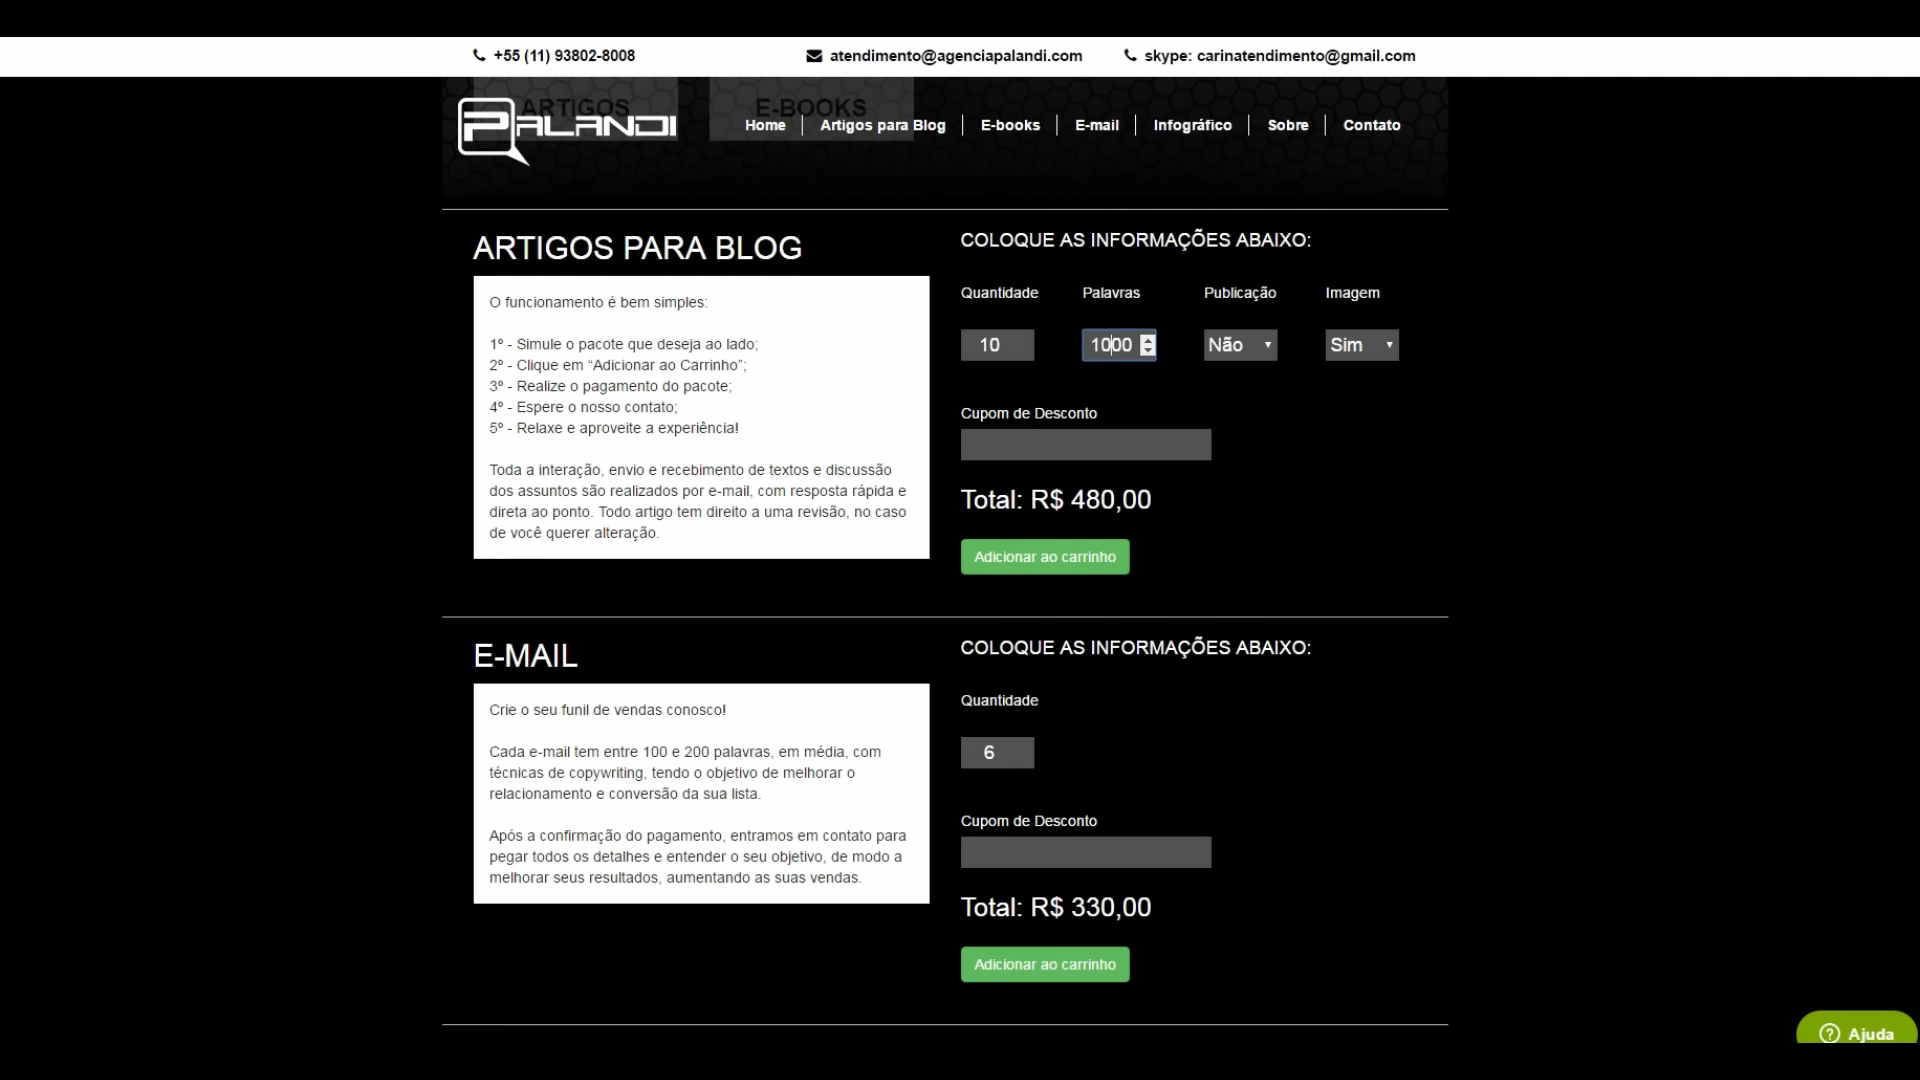 +55 (11) 93802-8008 atendimento@agenciapalandi.com skype: carinatendimento@gmail.com
ARTIGOS E-BOOKS
PALANDI
Home Artigos para Blog E-books E-mail Infográfico Sobre Contato
ARTIGOS PARA BLOG
O funcionamento é bem simples:
1º - Simule o pacote que deseja ao lado;
2º - Clique em “Adicionar ao Carrinho”;
3º - Realize o pagamento do pacote;
4º - Espere o nosso contato;
5º - Relaxe e aproveite a experiência!
Toda a interação, envio e recebimento de textos e discussão
dos assuntos são realizados por e-mail, com resposta rápida e
direta ao ponto. Todo artigo tem direito a uma revisão, no caso
de você querer alteração.
COLOQUE AS INFORMAÇÕES ABAIXO:
Quantidade Palavras Publicação Imagem
10 1000 Não Sim
Cupom de Desconto
Total: R$ 480,00
Adicionar ao carrinho
E-MAIL
Crie o seu funil de vendas conosco!
Cada e-mail tem entre 100 e 200 palavras, em média, com
técnicas de copywriting, tendo o objetivo de melhorar o
relacionamento e conversão da sua lista.
Após a confirmação do pagamento, entramos em contato para
pegar todos os detalhes e entender o seu objetivo, de modo a
melhorar seus resultados, aumentando as suas vendas.
COLOQUE AS INFORMAÇÕES ABAIXO:
Quantidade
6
Cupom de Desconto
Total: R$ 330,00
Adicionar ao carrinho
Ajuda